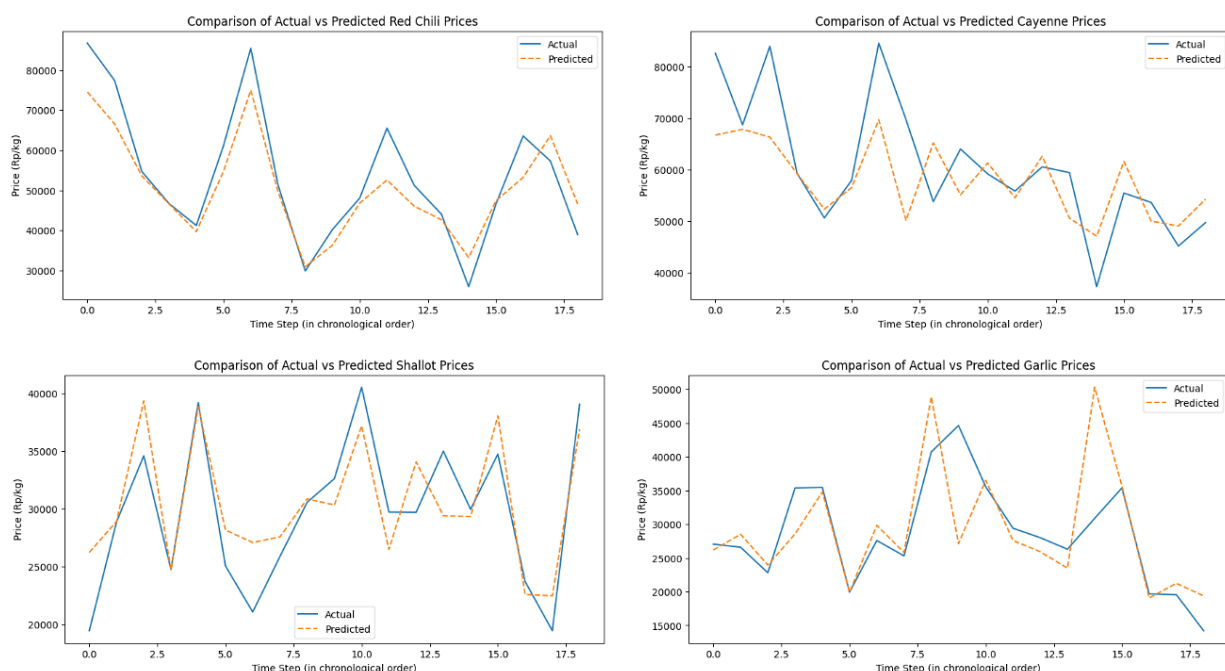 Comparison of Actual vs Predicted Red Chili Prices
Actual
Predicted
Price (Rp/kg)
80000
70000
60000
50000
40000
30000
0.0 2.5 5.0 7.5 10.0 12.5 15.0 17.5
Time Step (in chronological order)
Comparison of Actual vs Predicted Cayenne Prices
Actual
Predicted
Price (Rp/kg)
80000
70000
60000
50000
40000
0.0 2.5 5.0 7.5 10.0 12.5 15.0 17.5
Time Step (in chronological order)
Comparison of Actual vs Predicted Shallot Prices
Price (Rp/kg)
40000
35000
30000
25000
20000
Actual
Predicted
0.0 2.5 5.0 7.5 10.0 12.5 15.0 17.5
Time Step (in chronological order)
Comparison of Actual vs Predicted Garlic Prices
Actual
Predicted
Price (Rp/kg)
50000
45000
40000
35000
30000
25000
20000
15000
0.0 2.5 5.0 7.5 10.0 12.5 15.0 17.5
Time Step (in chronological order)